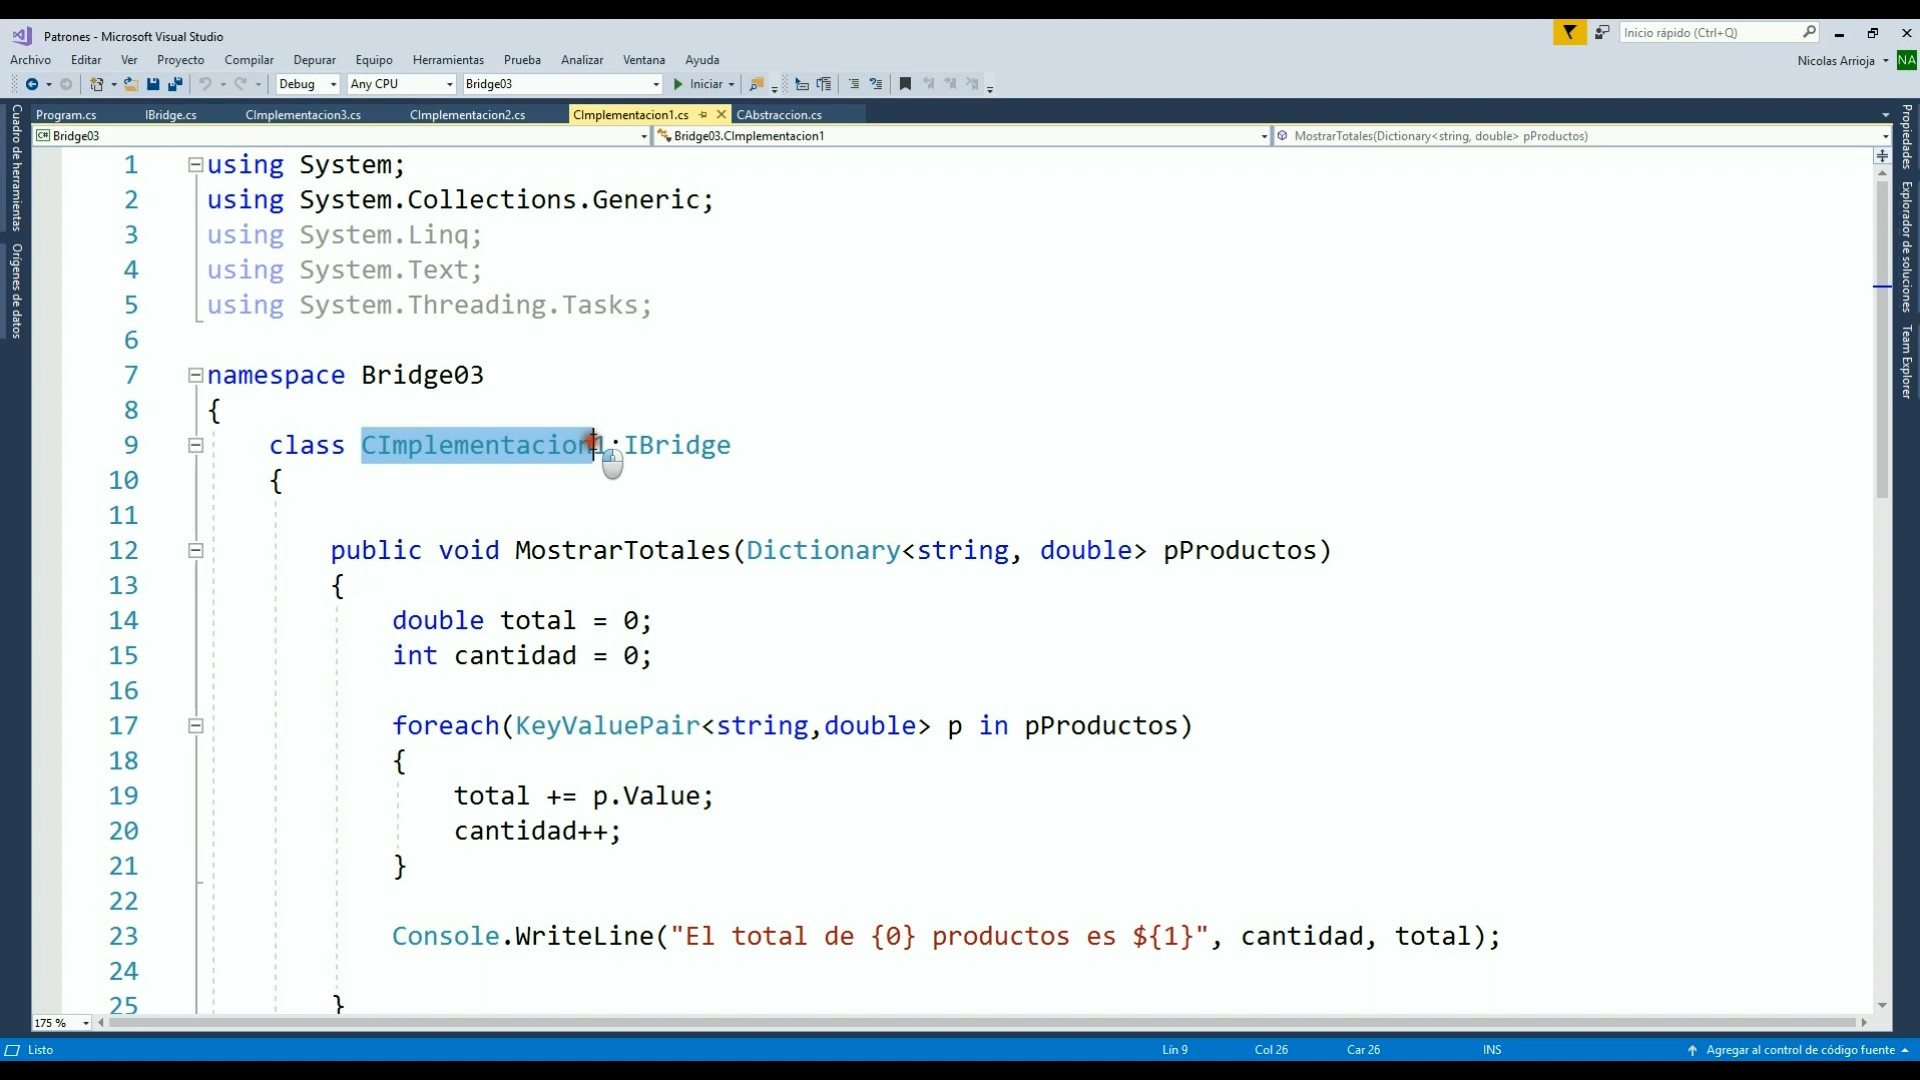 Patrones - Microsoft Visual Studio
Inicio rápido (Ctrl+Q)
Archivo Editar Ver Proyecto Compilar Depurar Equipo Herramientas Prueba Analizar Ventana Ayuda
Nicolas Arrioja NA
Debug Any CPU Bridge03 Iniciar
Program.cs IBridge.cs CImplementacion3.cs CImplementacion2.cs CImplementacion1.cs CAbstraccion.cs
C# Bridge03 Bridge03.CImplementacion1 MostrarTotales(Dictionary<string, double> pProductos)
Cuadro de herramientas
Orígenes de datos
Propiedades
Explorador de soluciones
Team Explorer
1 using System;
2 using System.Collections.Generic;
3 using System.Linq;
4 using System.Text;
5 using System.Threading.Tasks;
6
7 namespace Bridge03
8 {
9 class CImplementacion1:IBridge
10 {
11
12 public void MostrarTotales(Dictionary<string, double> pProductos)
13 {
14 double total = 0;
15 int cantidad = 0;
16
17 foreach(KeyValuePair<string,double> p in pProductos)
18 {
19 total += p.Value;
20 cantidad++;
21 }
22
23 Console.WriteLine("El total de {0} productos es ${1}", cantidad, total);
24
25 }
175 %
Listo Lín 9 Col 26 Car 26 INS Agregar al control de código fuente